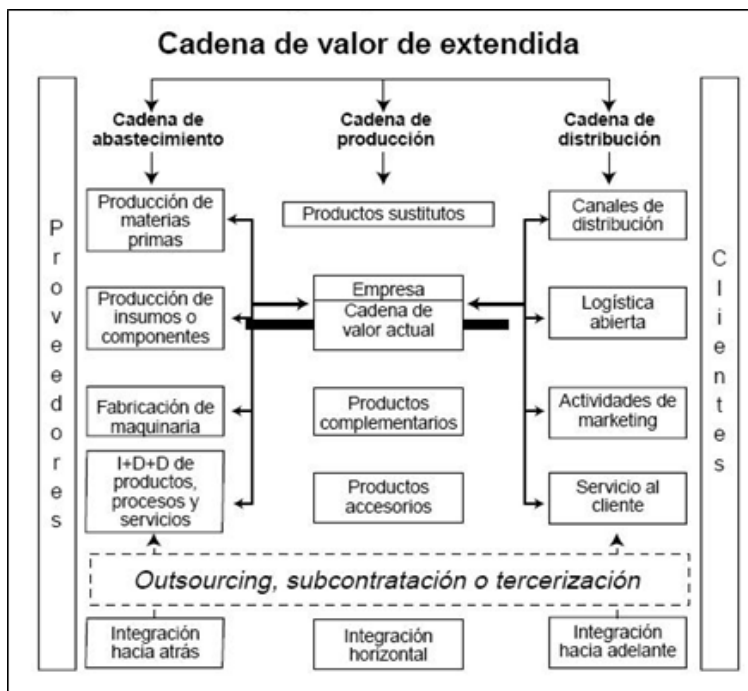 Cadena de valor de extendida
Cadena de
abastecimiento
Cadena de
producción
Cadena de
distribución
Proveedores
Producción de
materias
primas
Productos sustitutos
Canales de
distribución
Producción de
insumos o
componentes
Empresa
Cadena de
valor actual
Logística
abierta
Fabricación de
maquinaria
Productos
complementarios
Actividades de
marketing
I+D+D de
productos,
procesos y
servicios
Productos
accesorios
Servicio al
cliente
Outsourcing, subcontratación o tercerización
Integración
hacia atrás
Integración
horizontal
Integración
hacia adelante
Clientes